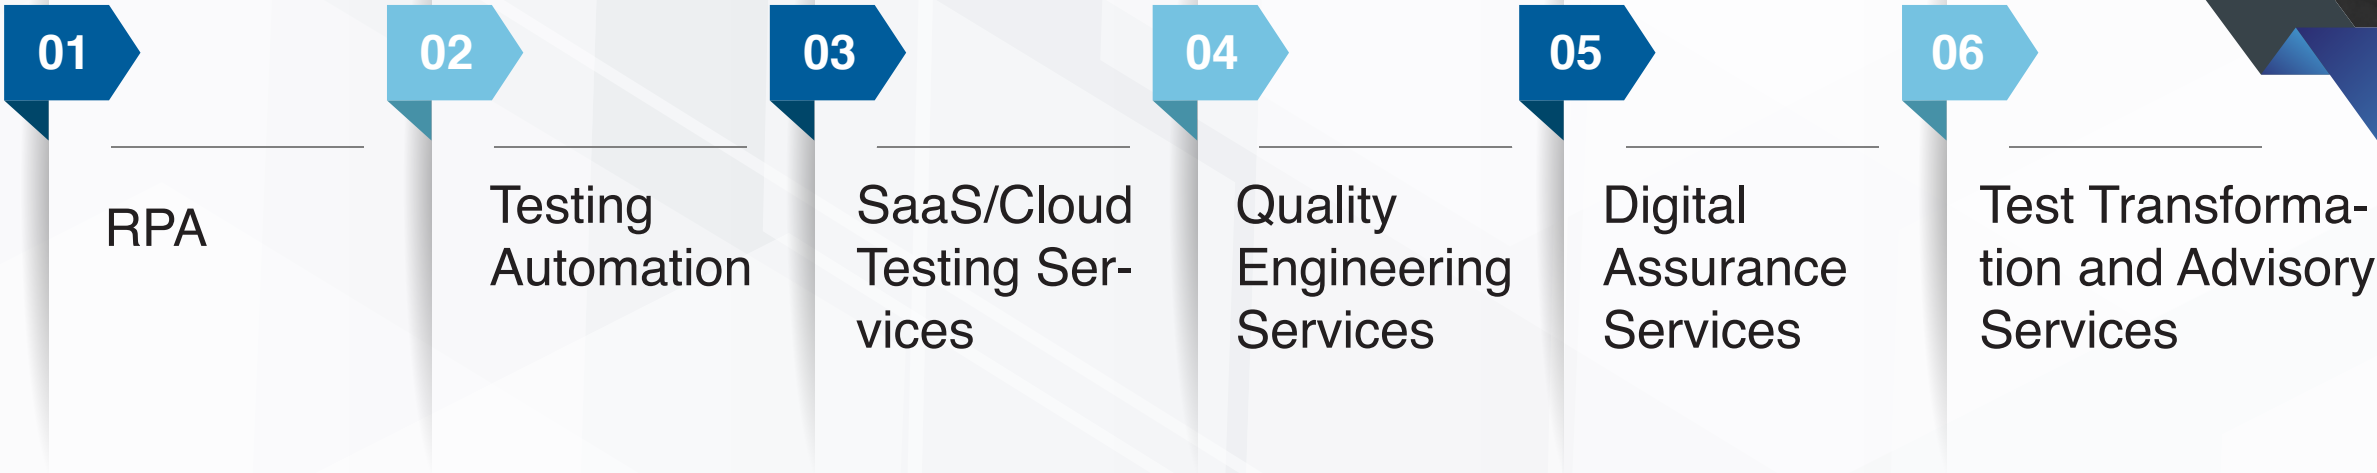 01
RPA
02
Testing
Automation
03
SaaS/Cloud
Testing Ser-
vices
04
Quality
Engineering
Services
05
Digital
Assurance
Services
06
Test Transforma-
tion and Advisory
Services